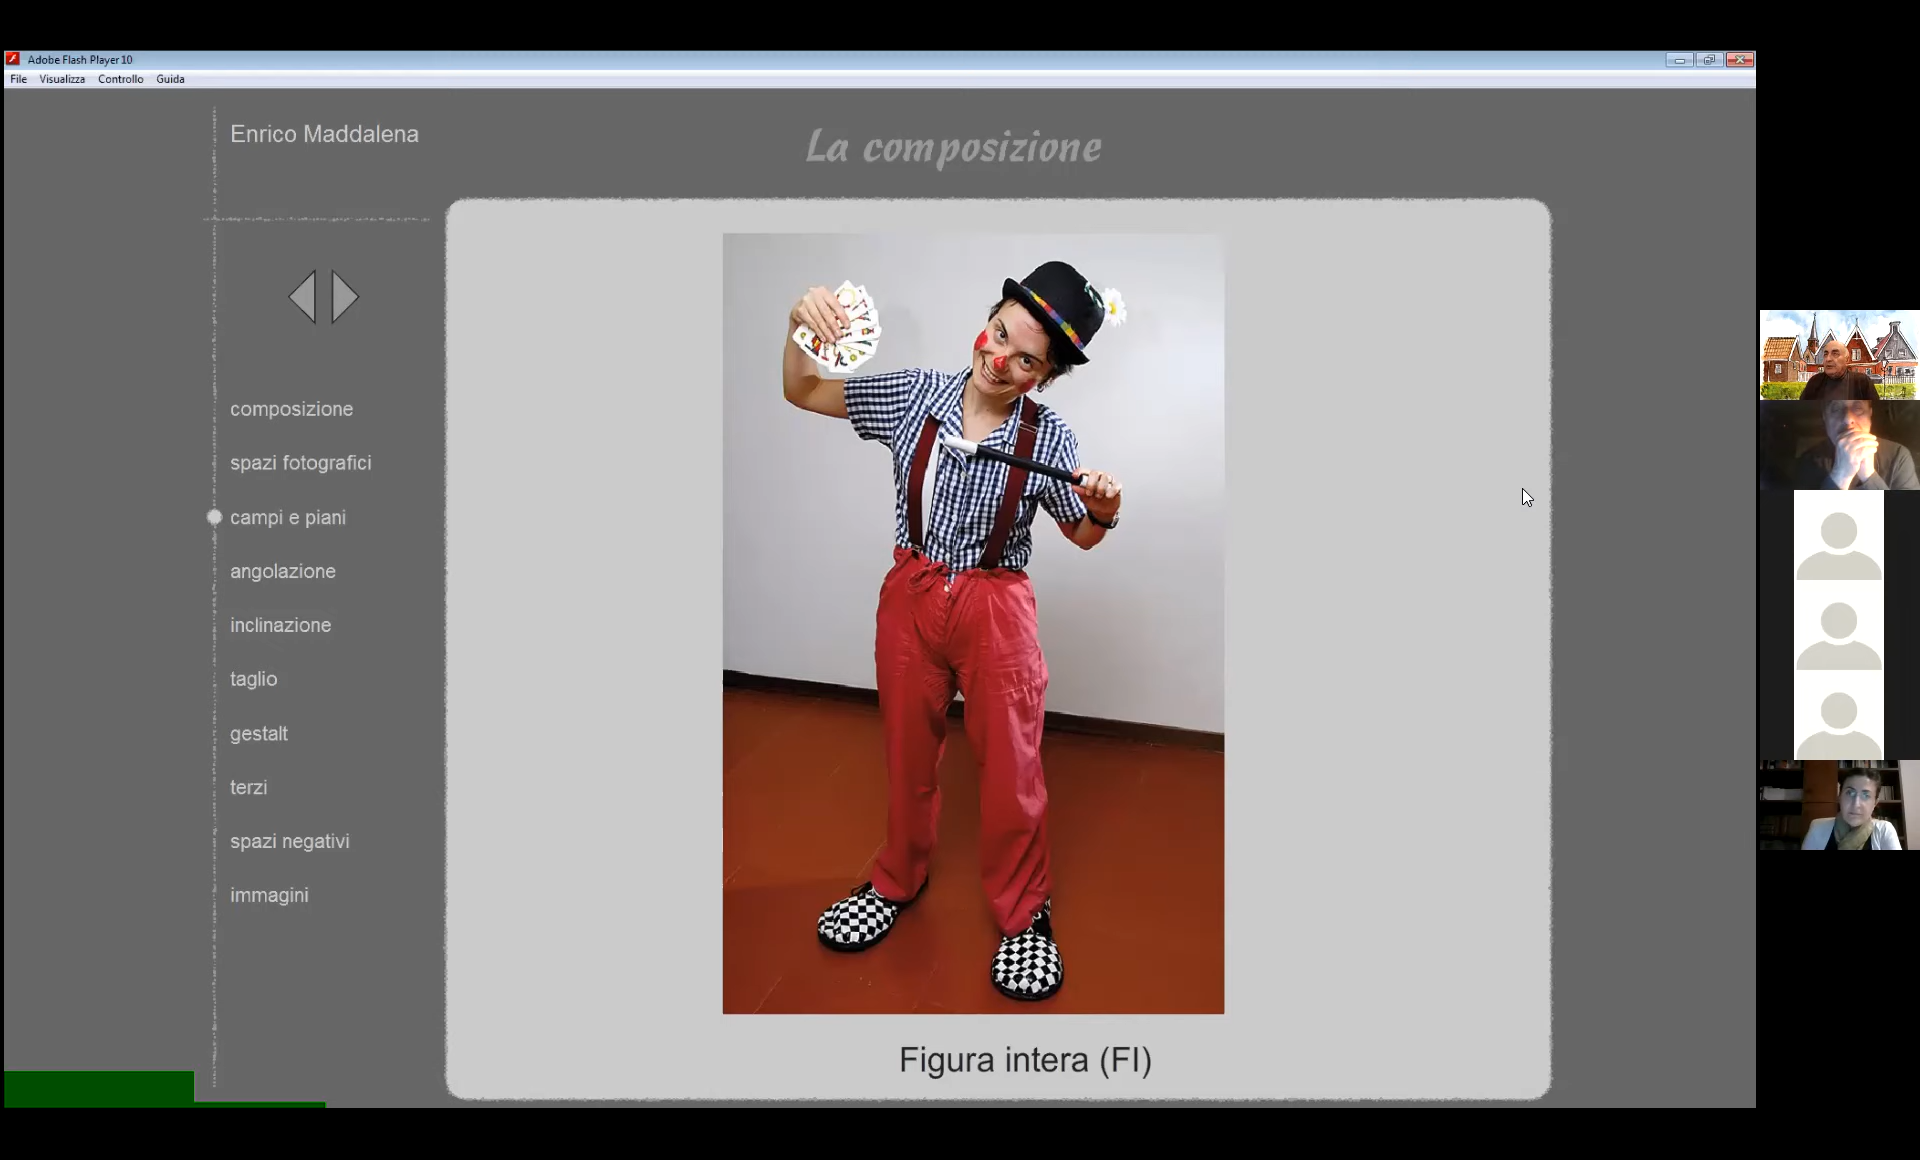 Adobe Flash Player 10
File Visualizza Controllo Guida
Enrico Maddalena
La composizione
composizione
spazi fotografici
campi e piani
angolazione
inclinazione
taglio
gestalt
terzi
spazi negativi
immagini
Figura intera (FI)